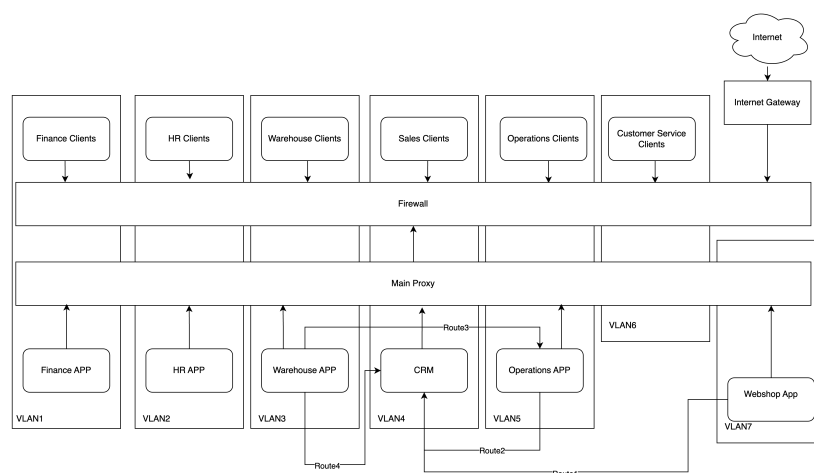 Internet
Internet Gateway
Finance Clients
HR Clients
Warehouse Clients
Sales Clients
Operations Clients
Customer Service
Clients
Firewall
Main Proxy
Route3
VLAN6
Finance APP
HR APP
Warehouse APP
CRM
Operations APP
Webshop App
VLAN1
VLAN2
VLAN3
VLAN4
VLAN5
VLAN7
Route2
Route4